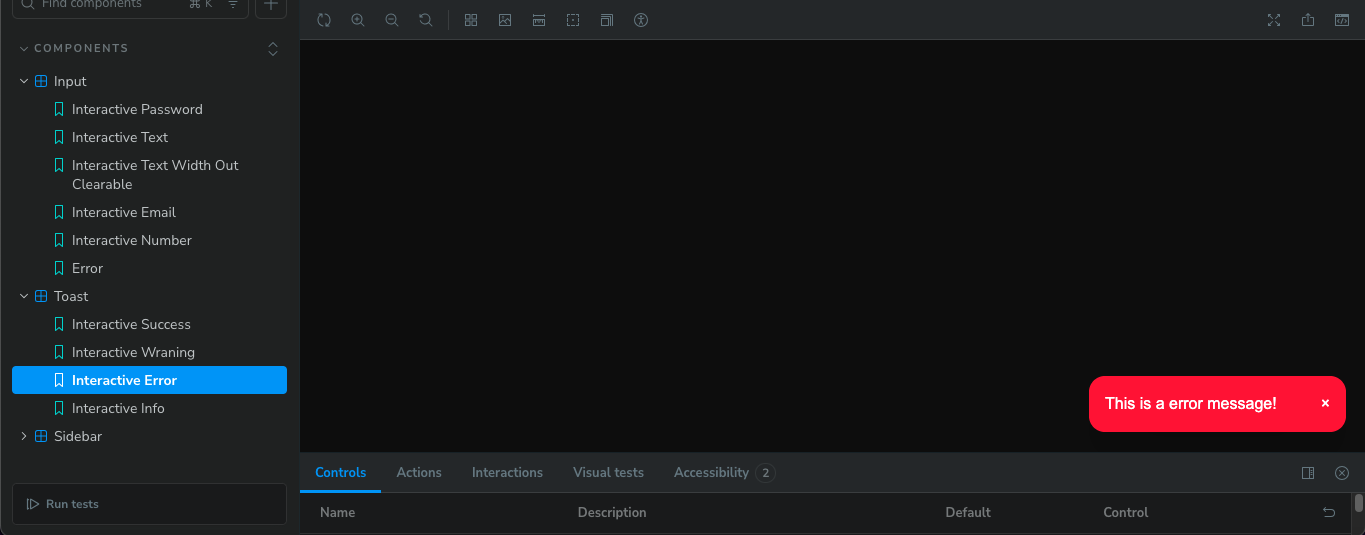 Find components
⌘ K
COMPONENTS
Input
Interactive Password
Interactive Text
Interactive Text Width Out
Clearable
Interactive Email
Interactive Number
Error
Toast
Interactive Success
Interactive Wraning
Interactive Error
Interactive Info
Sidebar
Run tests
This is a error message!
×
Controls Actions Interactions Visual tests Accessibility 2
Name Description Default Control